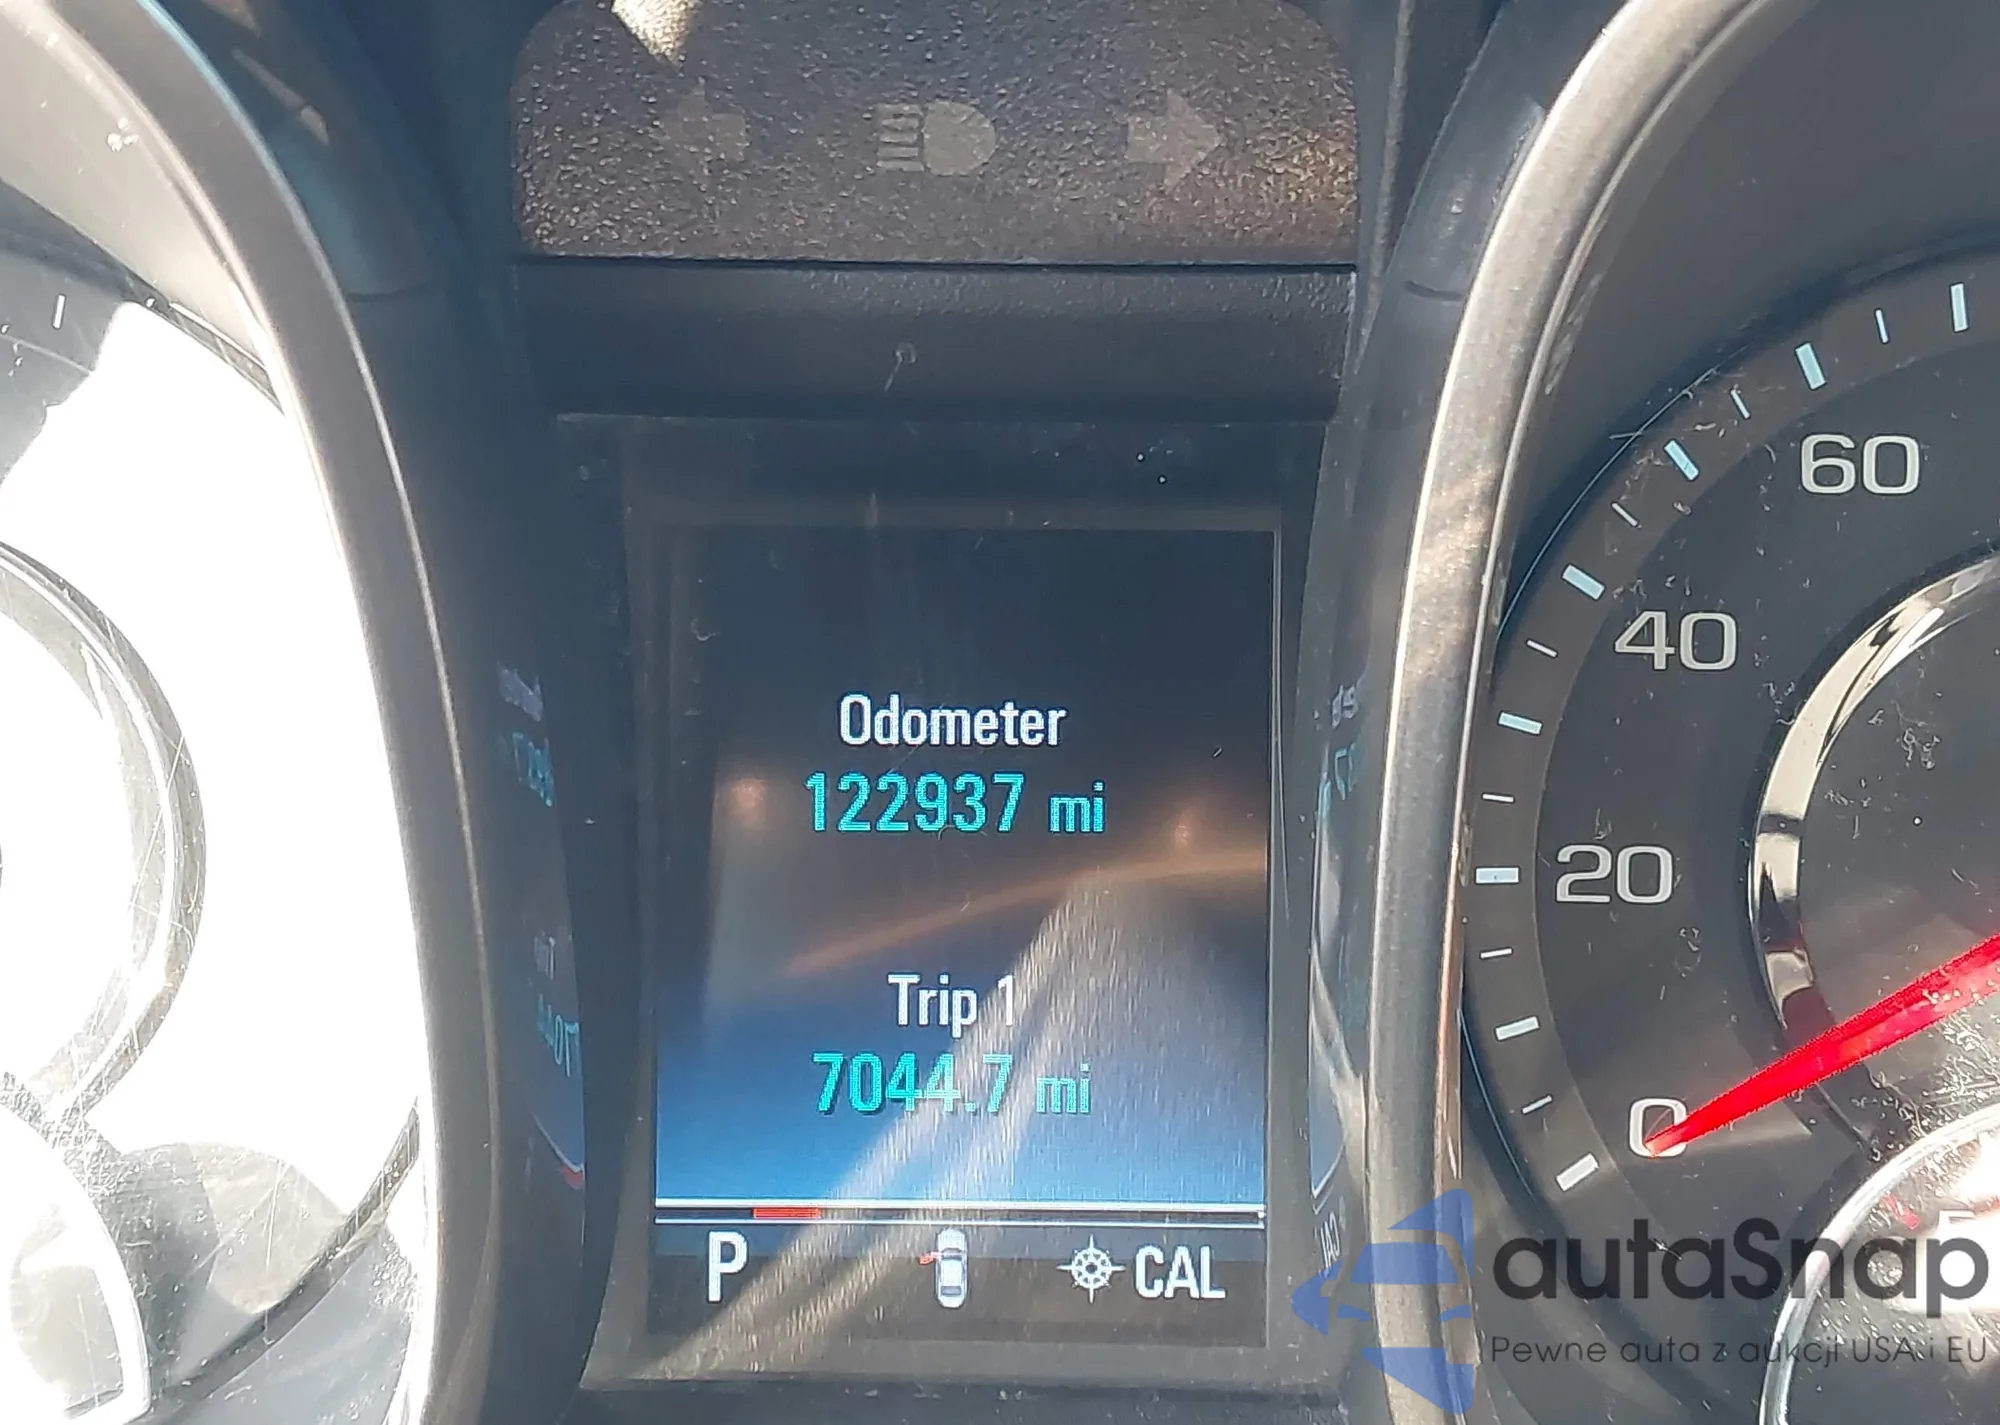 60
40
Odometer
122937 mi
20
Trip 1
7044.7 mi
0
P
CAL
autaSnap
Pewne auta z aukcji USA i EU